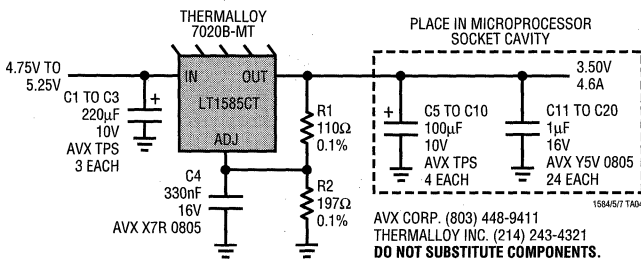 THERMALLOY
7020B-MT
PLACE IN MICROPROCESSOR
SOCKET CAVITY
4.75V TO
5.25V
IN
OUT
LT1585CT
ADJ
3.50V
4.6A
C1 TO C3
220µF
10V
AVX TPS
3 EACH
+
R1
110Ω
0.1%
+
C5 TO C10
100µF
10V
AVX TPS
4 EACH
C11 TO C20
1µF
16V
AVX Y5V 0805
24 EACH
C4
330nF
16V
AVX X7R 0805
R2
197Ω
0.1%
1584/5/7 TA04
AVX CORP. (803) 448-9411
THERMALLOY INC. (214) 243-4321
DO NOT SUBSTITUTE COMPONENTS.